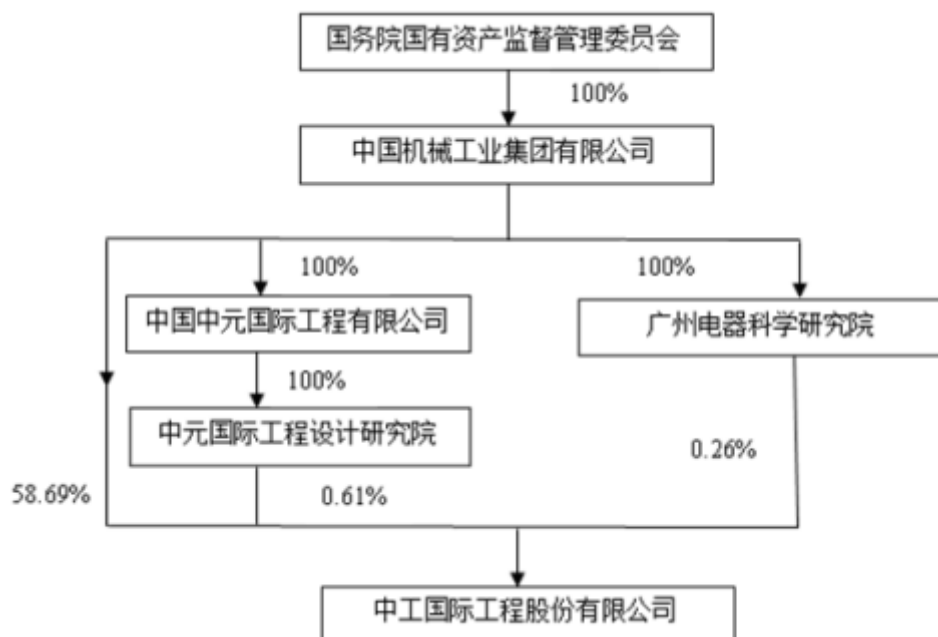 国务院国有资产监督管理委员会
100%
中国机械工业集团有限公司
100%
100%
中国中元国际工程有限公司
广州电器科学研究院
100%
中元国际工程设计研究院
0.26%
58.69%
0.61%
中工国际工程股份有限公司